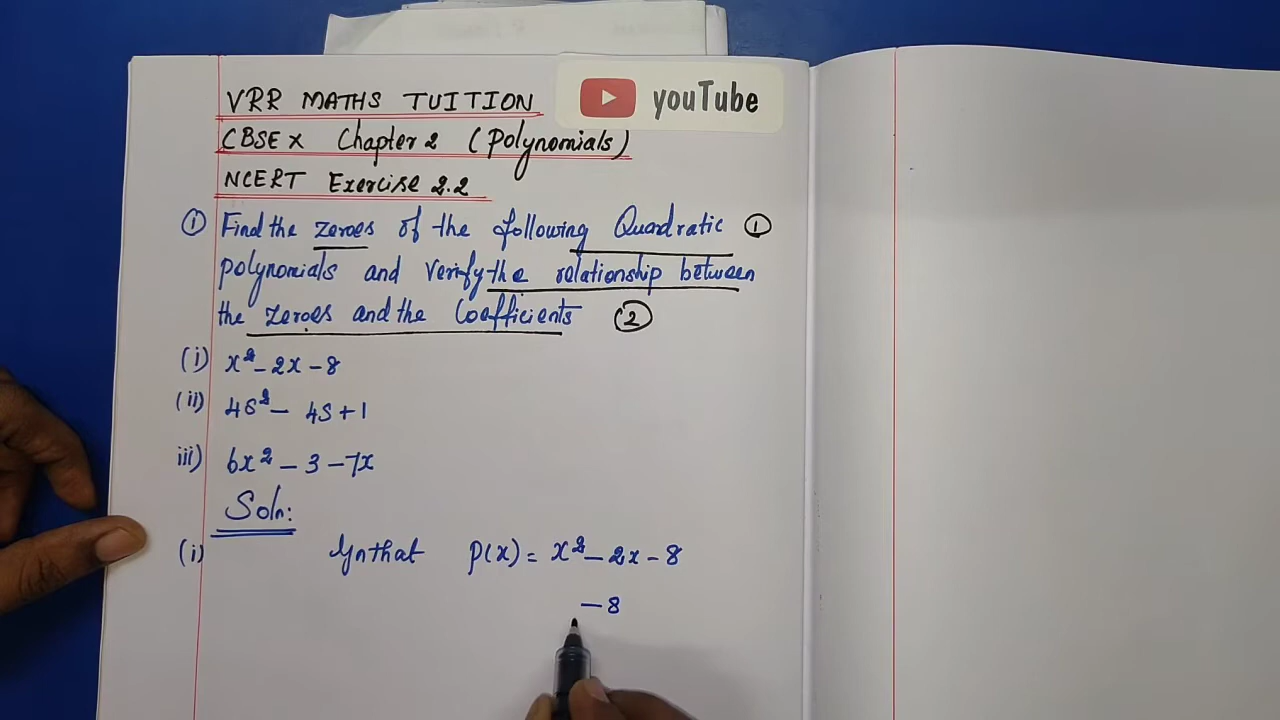 VRR MATHS TUITION
youTube
CBSE X Chapter 2 (Polynomials)
NCERT Exercise 2.2
① Find the zeroes of the following Quadratic ①
polynomials and verify the relationship between
the zeroes and the Coefficients ②
(i) x² - 2x - 8
(ii) 4s² - 4s + 1
iii) 6x² - 3 - 7x
Soln:
(i) Gn that p(x) = x² - 2x - 8
- 8